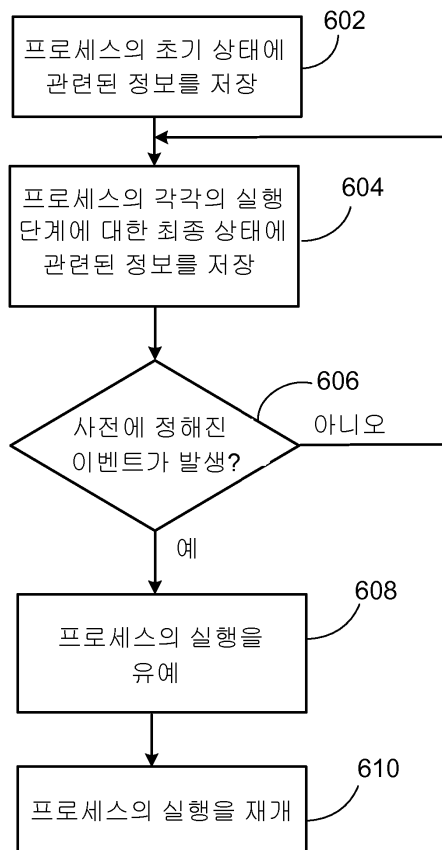 602
프로세스의 초기 상태에
관련된 정보를 저장
604
프로세스의 각각의 실행
단계에 대한 최종 상태에
관련된 정보를 저장
606
사전에 정해진
이벤트가 발생?
아니오
예
608
프로세스의 실행을
유예
610
프로세스의 실행을 재개